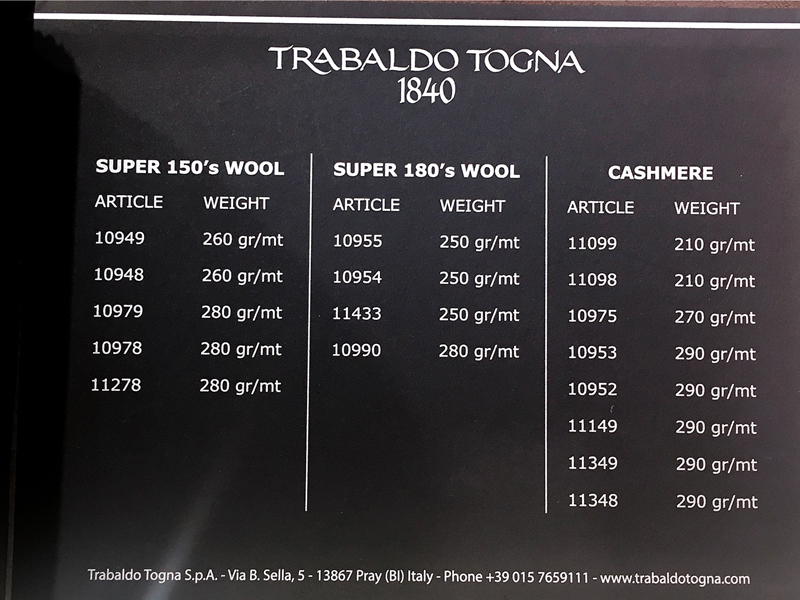 TRABALDO TOGNA
1840
SUPER 150's WOOL
ARTICLE WEIGHT
10949 260 gr/mt
10948 260 gr/mt
10979 280 gr/mt
10978 280 gr/mt
11278 280 gr/mt
SUPER 180's WOOL
ARTICLE WEIGHT
10955 250 gr/mt
10954 250 gr/mt
11433 250 gr/mt
10990 280 gr/mt
CASHMERE
ARTICLE WEIGHT
11099 210 gr/mt
11098 210 gr/mt
10975 270 gr/mt
10953 290 gr/mt
10952 290 gr/mt
11149 290 gr/mt
11349 290 gr/mt
11348 290 gr/mt
Trabaldo Togna S.p.A. - Via B. Sella, 5 - 13867 Pray (BI) Italy - Phone +39 015 7659111 - www.trabaldotogna.com